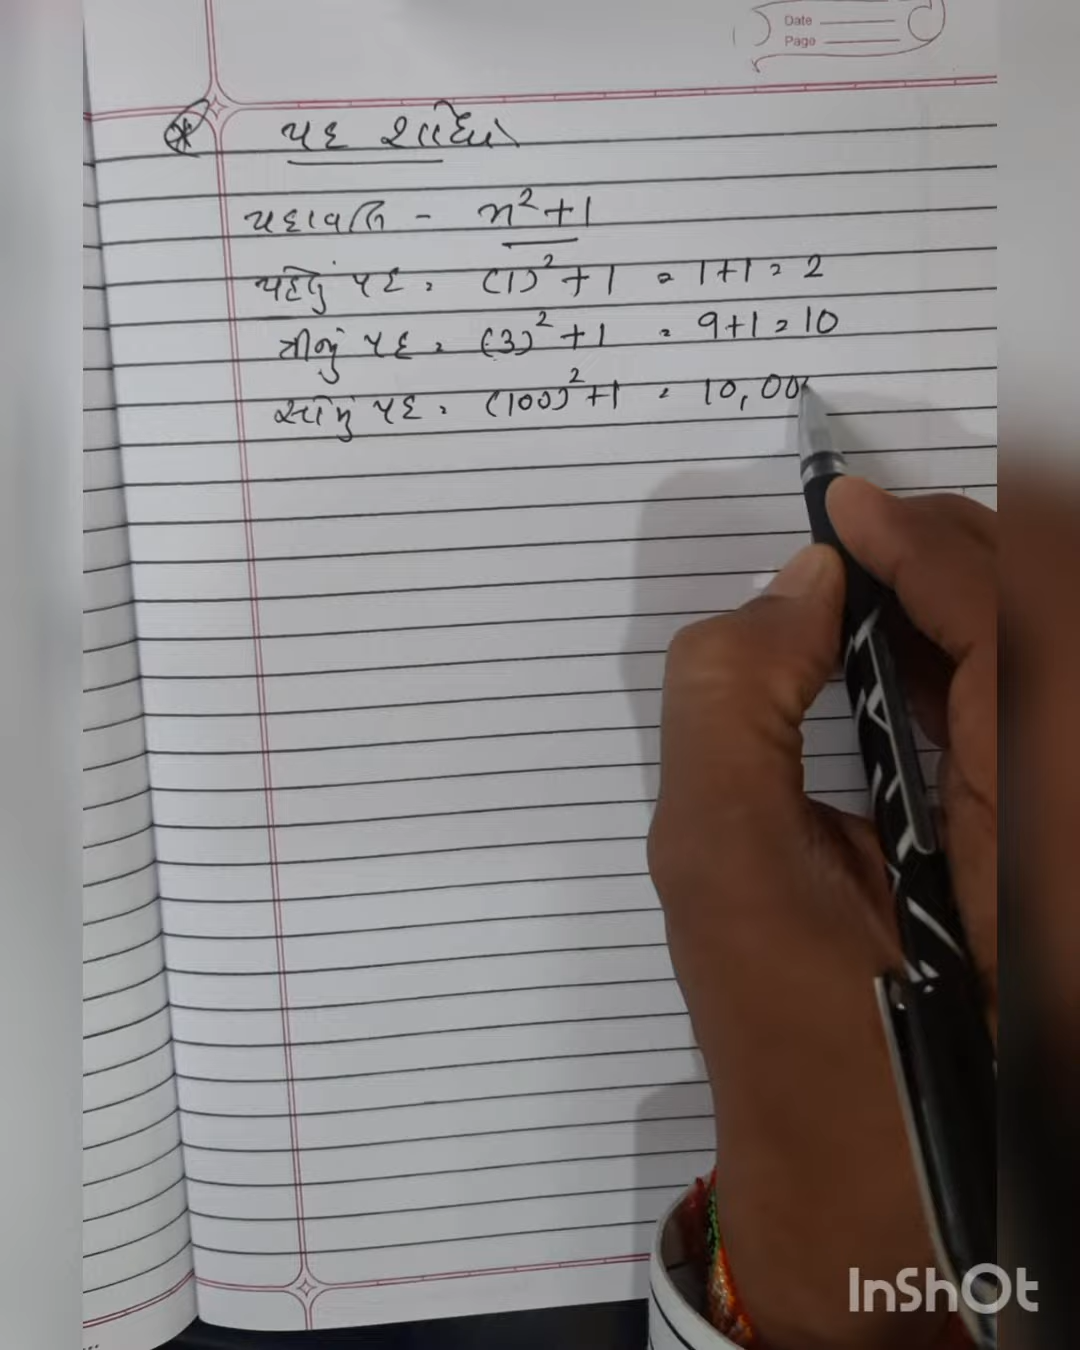 Date
Page
* પદ શોધો
પદાવલિ - n²+1
પહેલું પદ = (1)² + 1 = 1+1 = 2
ત્રીજું પદ = (3)² + 1 = 9+1 = 10
સોમું પદ = (100)² +1 = 10,00
InShOt